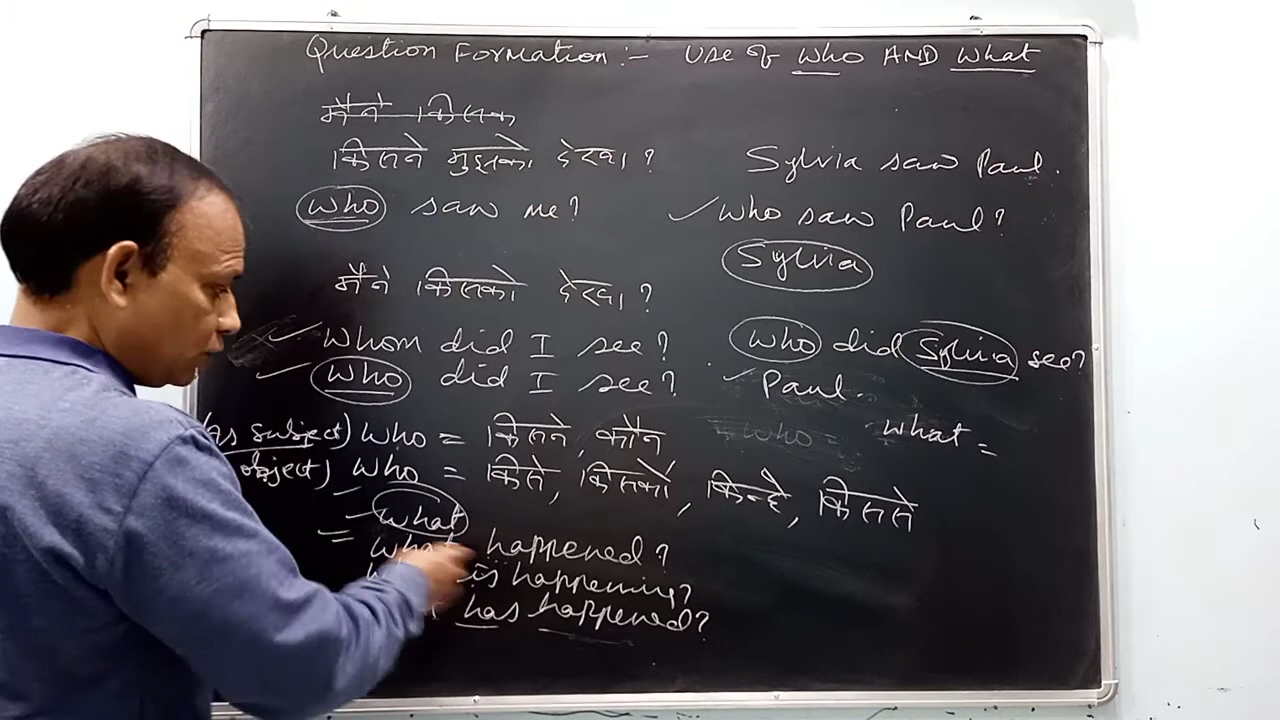 Question Formation:- Use of Who AND What
मैंने किसक
किसने मुझको देखा?
Sylvia saw Paul.
Who saw me?
Who saw Paul?
Sylvia
मैंने किसको देखा?
Whom did I see?
Who did Sylvia see?
Who did I see?
Paul.
(As subject) Who = किसने, कौन
who =
what =
object) Who = किसे, किसको, किन्हें, किससे
= what
what happened?
is happening?
has happened?